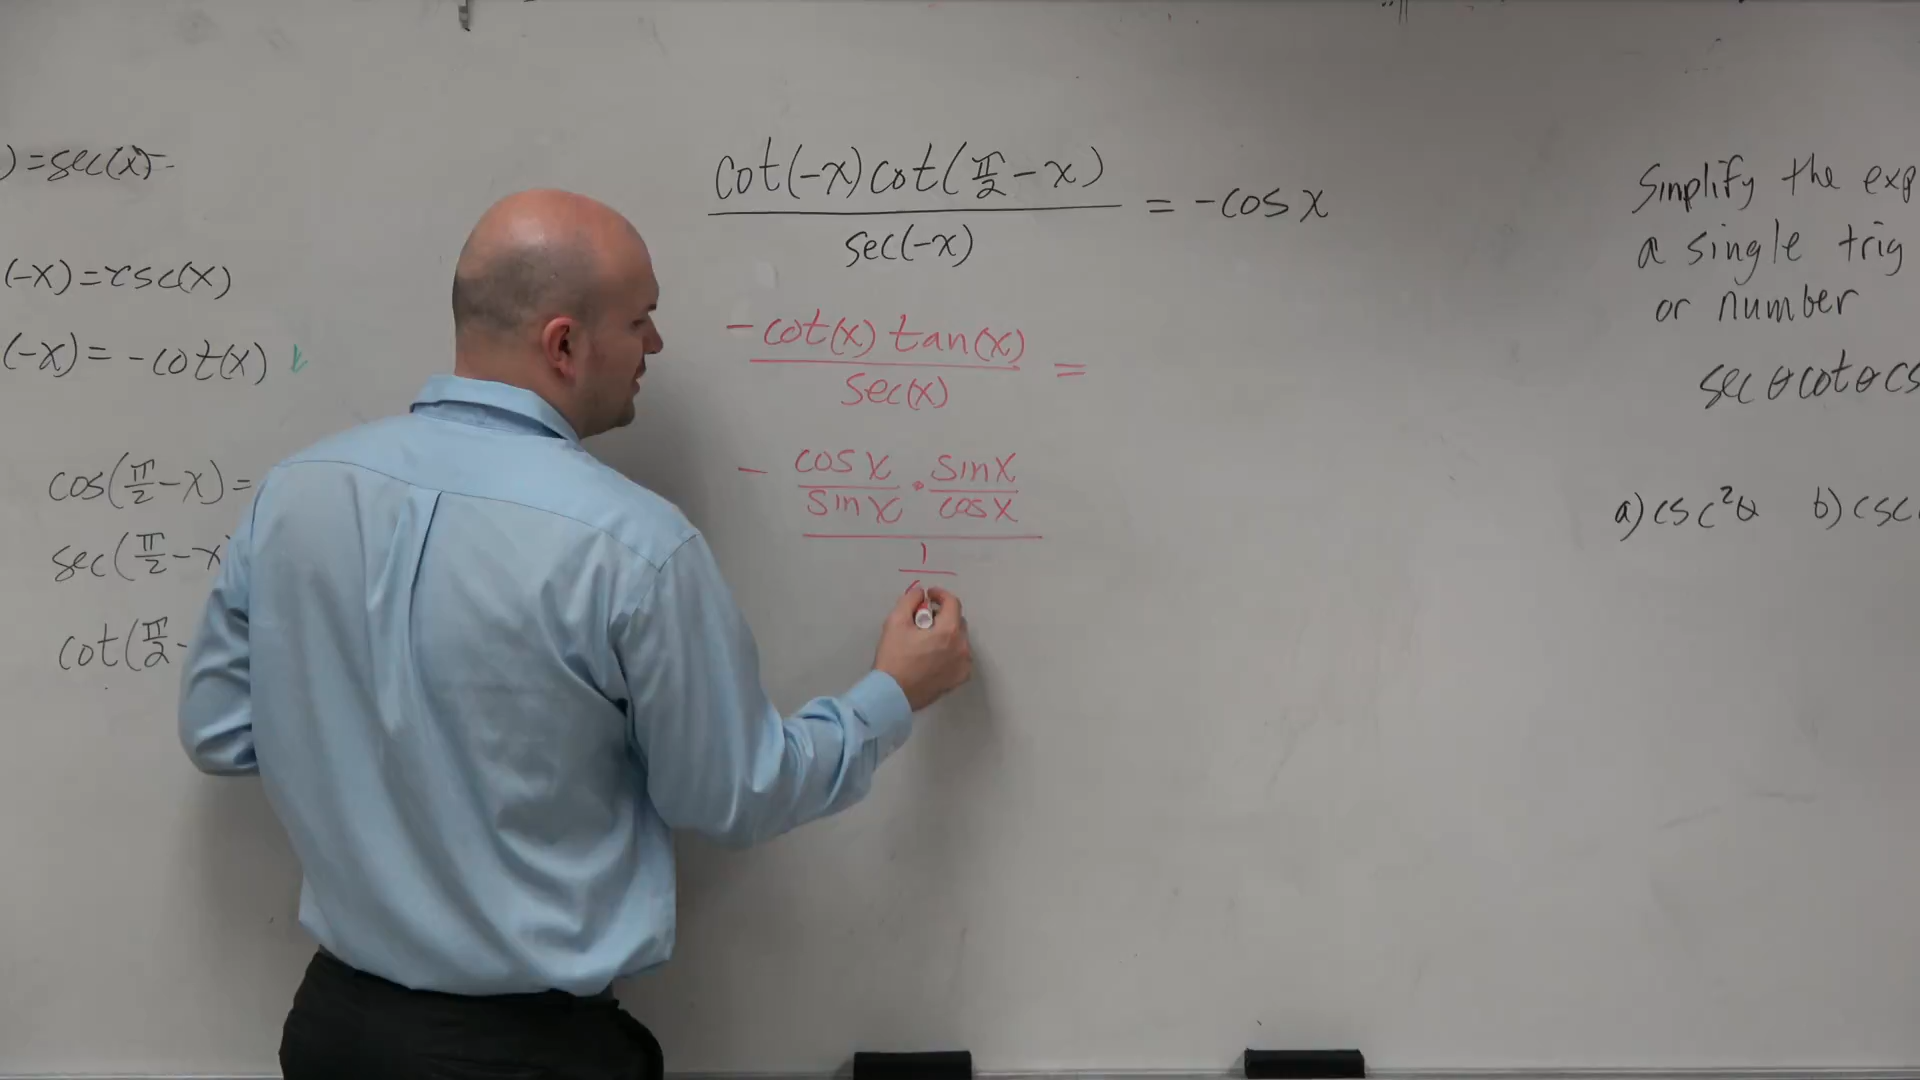 ) = sec(x)
(-x) = csc(x)
(-x) = -cot(x)
cos(π/2 - x) =
sec(π/2 - x)
cot(π/2 -
cot(-x) cot(π/2 - x)
――――――――― = -cos x
sec(-x)
-cot(x) tan(x)
――――――――― =
sec(x)
- cos x / sin x · sin x / cos x
―――――――――
1
Simplify the exp
a single trig
or number
sec θ cot θ cs
a) csc²θ b) csc